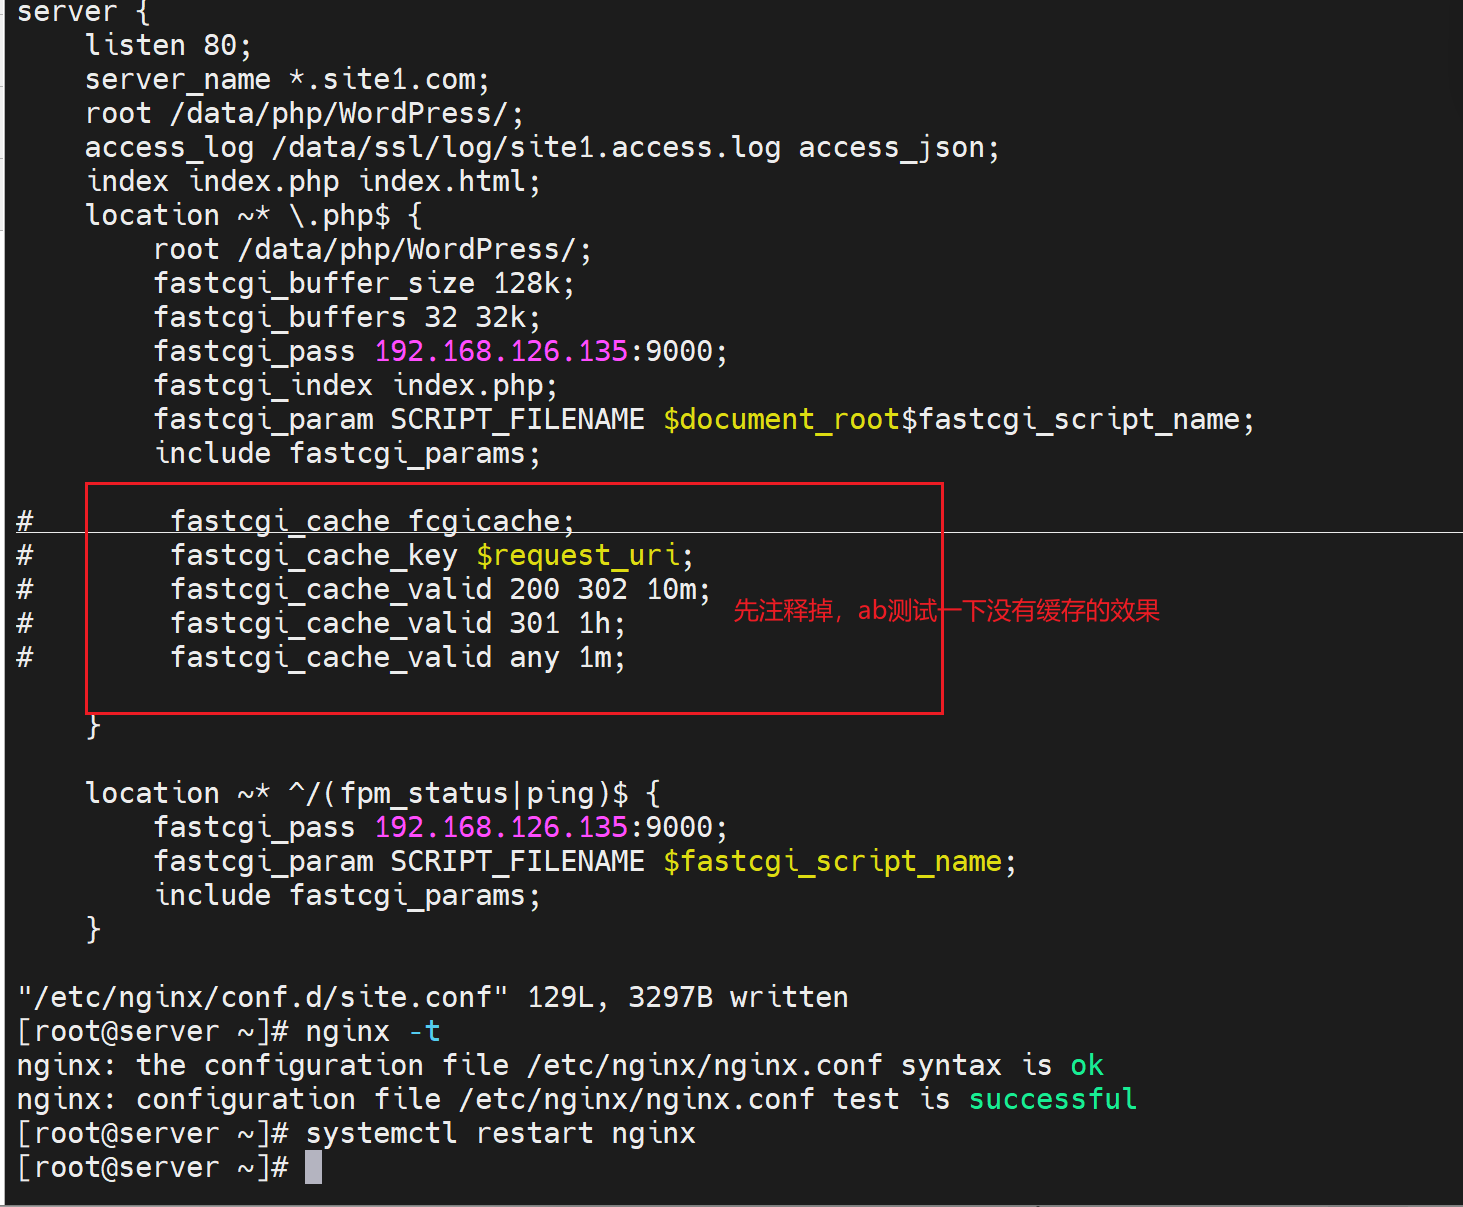 server {
    listen 80;
    server_name *.site1.com;
    root /data/php/WordPress/;
    access_log /data/ssl/log/site1.access.log access_json;
    index index.php index.html;
    location ~* \.php$ {
        root /data/php/WordPress/;
        fastcgi_buffer_size 128k;
        fastcgi_buffers 32 32k;
        fastcgi_pass 192.168.126.135:9000;
        fastcgi_index index.php;
        fastcgi_param SCRIPT_FILENAME $document_root$fastcgi_script_name;
        include fastcgi_params;
#        fastcgi_cache fcgicache;
#        fastcgi_cache_key $request_uri;
#        fastcgi_cache_valid 200 302 10m;
先注释掉，ab测试一下没有缓存的效果
#        fastcgi_cache_valid 301 1h;
#        fastcgi_cache_valid any 1m;
    }
    location ~* ^/(fpm_status|ping)$ {
        fastcgi_pass 192.168.126.135:9000;
        fastcgi_param SCRIPT_FILENAME $fastcgi_script_name;
        include fastcgi_params;
    }
"/etc/nginx/conf.d/site.conf" 129L, 3297B written
[root@server ~]# nginx -t
nginx: the configuration file /etc/nginx/nginx.conf syntax is ok
nginx: configuration file /etc/nginx/nginx.conf test is successful
[root@server ~]# systemctl restart nginx
[root@server ~]#